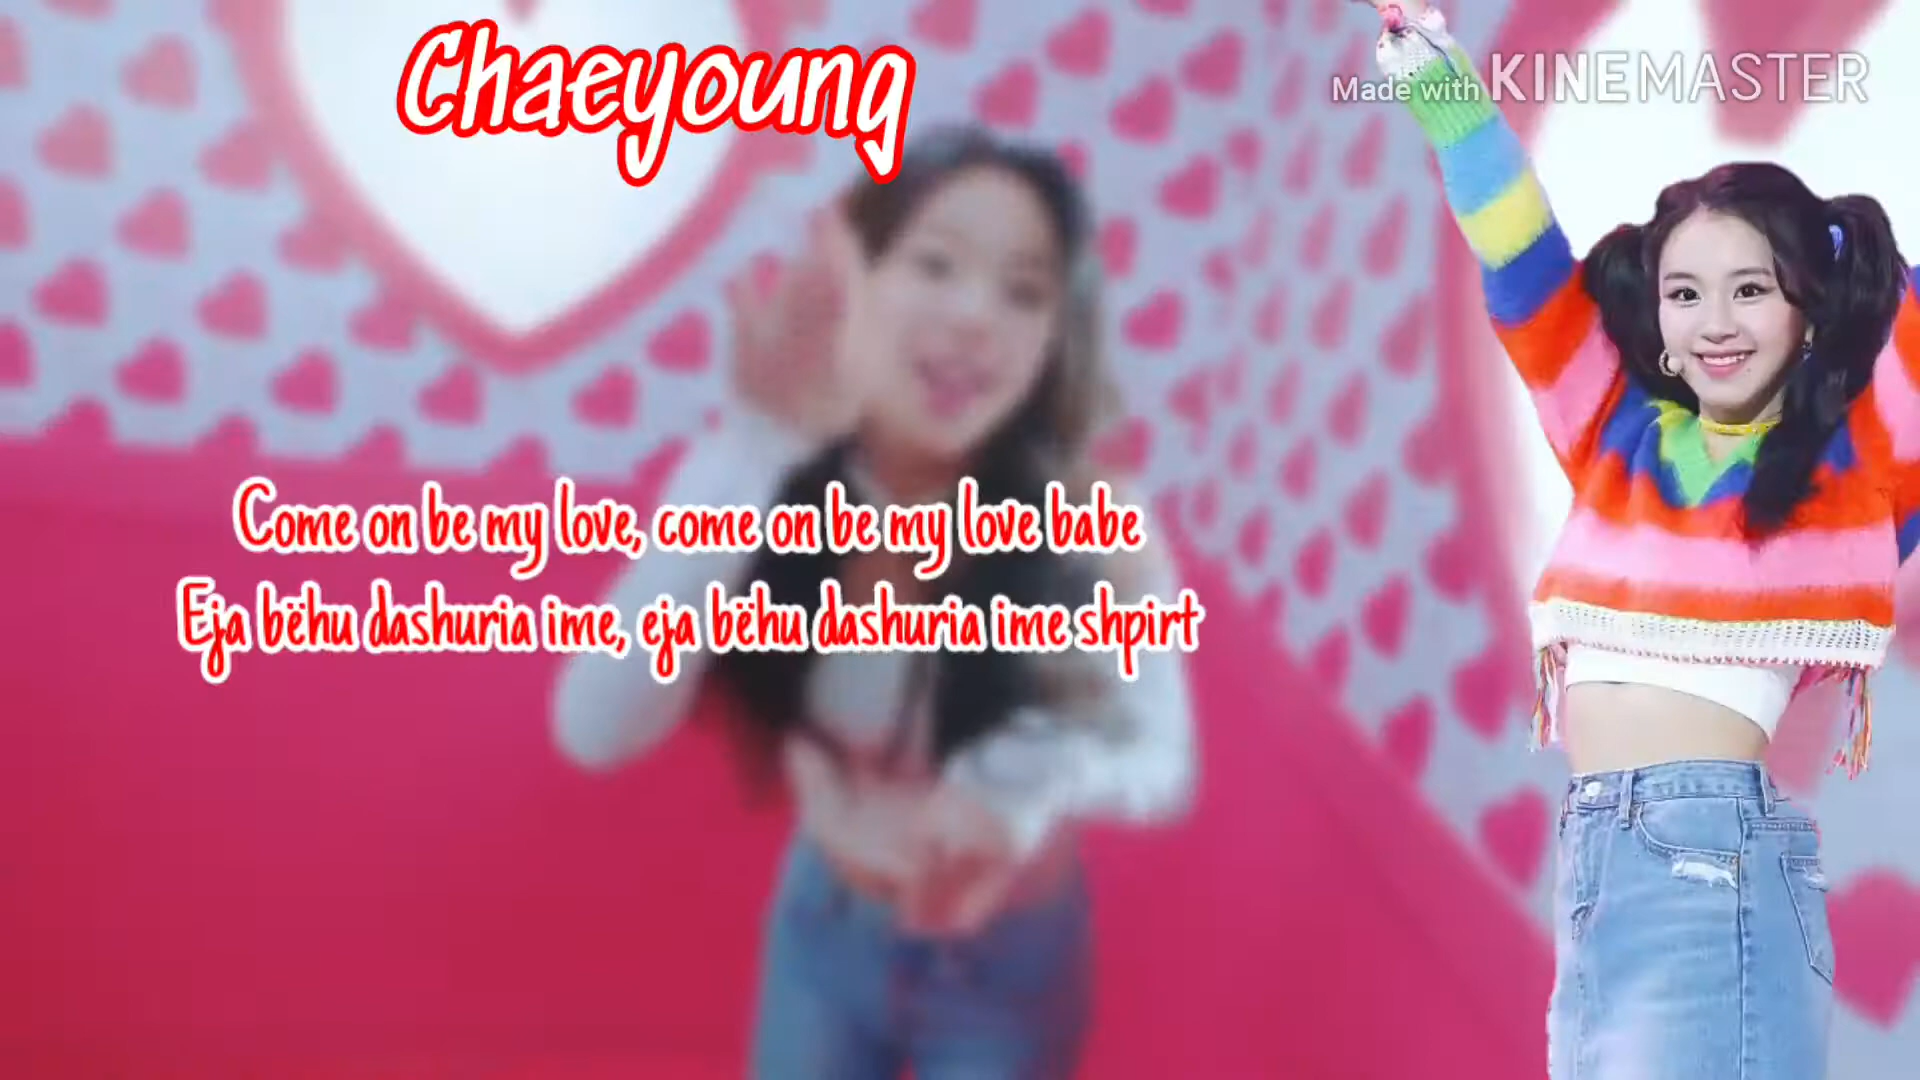 Chaeyoung
Made with KINEMASTER
Come on be my love, come on be my love babe
Eja bëhu dashuria ime, eja bëhu dashuria ime shpirt